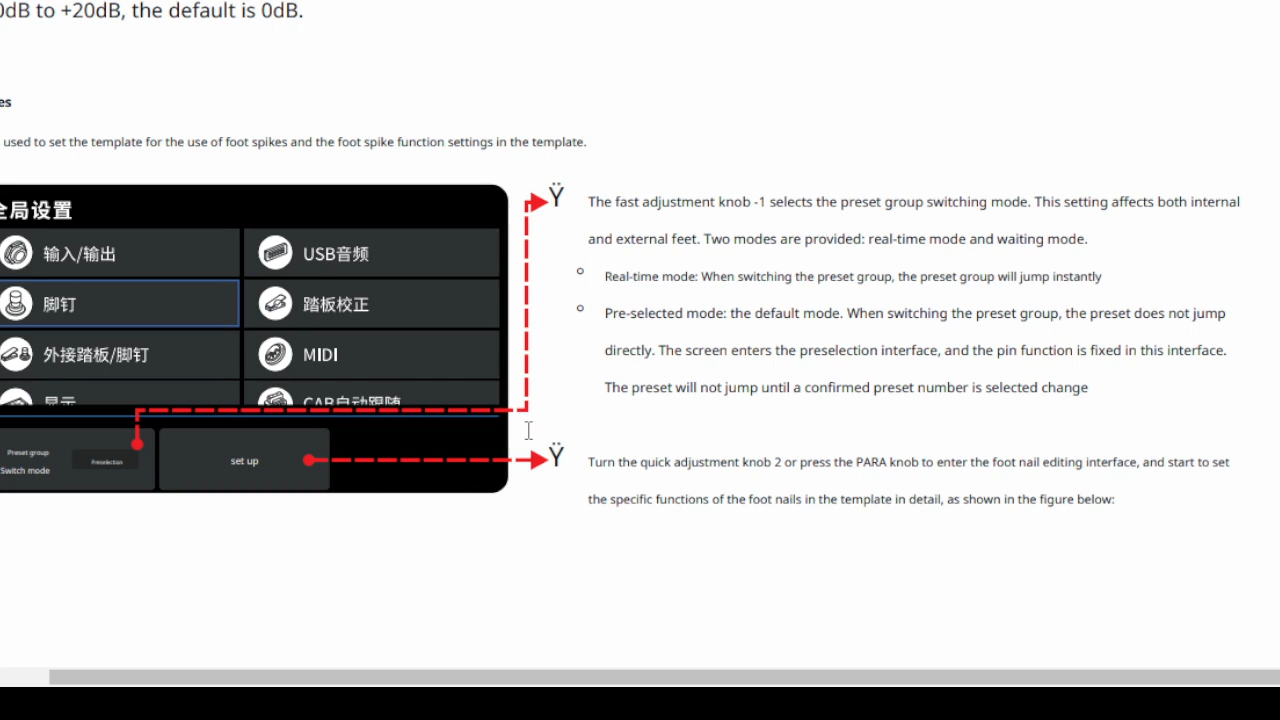 0dB to +20dB, the default is 0dB.
es
used to set the template for the use of foot spikes and the foot spike function settings in the template.
全局设置
输入/输出
USB音频
脚钉
踏板校正
外接踏板/脚钉
MIDI
显示
CAB自动跟随
Preset group
Switch mode
Preselection
set up
Ÿ
The fast adjustment knob -1 selects the preset group switching mode. This setting affects both internal
and external feet. Two modes are provided: real-time mode and waiting mode.
Real-time mode: When switching the preset group, the preset group will jump instantly
Pre-selected mode: the default mode. When switching the preset group, the preset does not jump
directly. The screen enters the preselection interface, and the pin function is fixed in this interface.
The preset will not jump until a confirmed preset number is selected change
Ÿ
Turn the quick adjustment knob 2 or press the PARA knob to enter the foot nail editing interface, and start to set
the specific functions of the foot nails in the template in detail, as shown in the figure below: